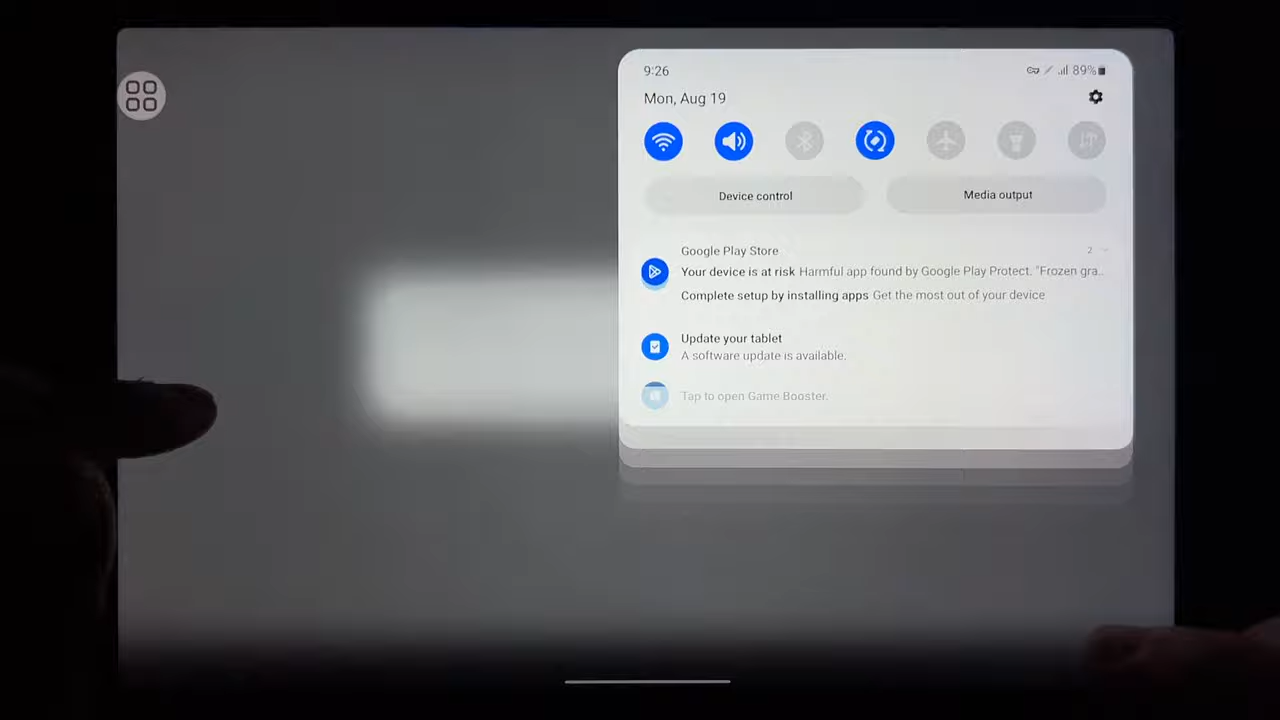 9:26
89%
Mon, Aug 19
Device control
Media output
Google Play Store
2
Your device is at risk Harmful app found by Google Play Protect. "Frozen gra...
Complete setup by installing apps Get the most out of your device
Update your tablet
A software update is available.
Tap to open Game Booster.